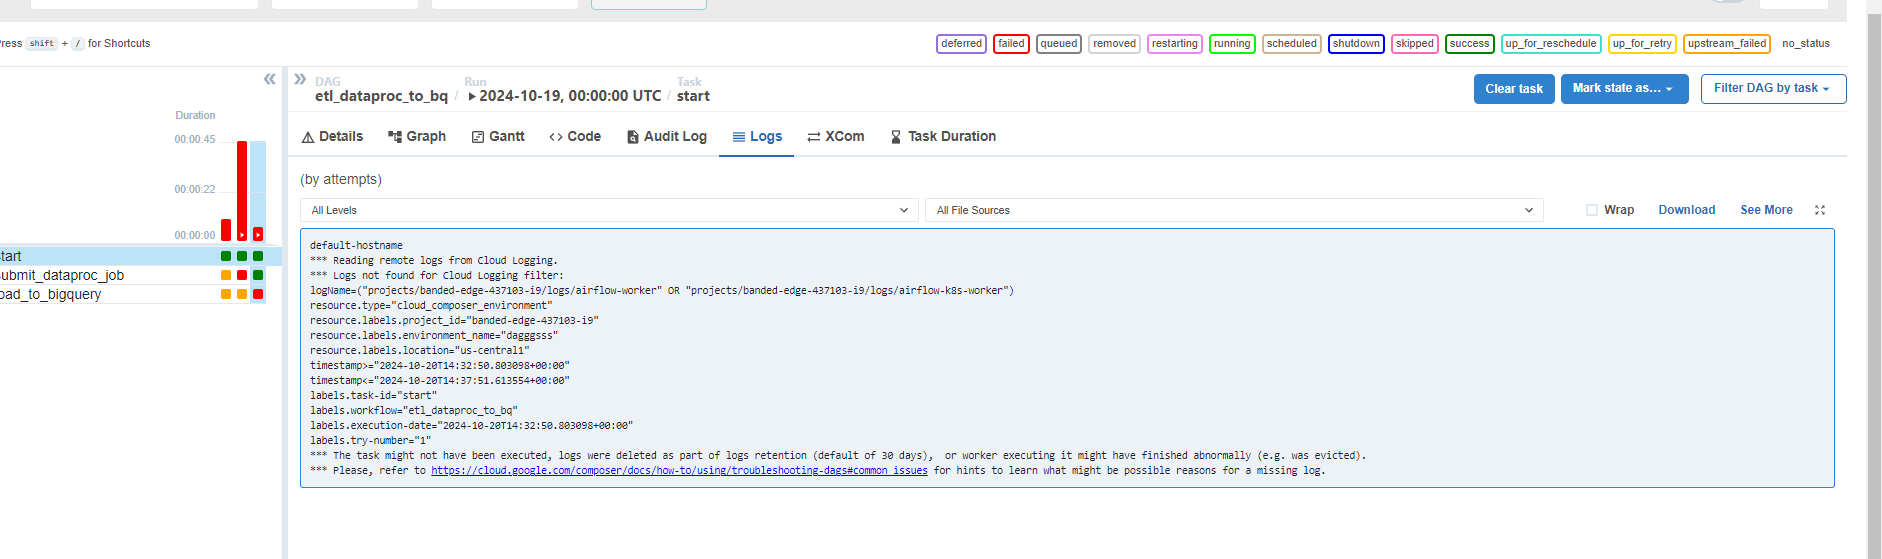 ress shift + / for Shortcuts
deferred failed queued removed restarting running scheduled shutdown skipped success up_for_reschedule up_for_retry upstream_failed no_status
DAG Run Task
etl_dataproc_to_bq / 2024-10-19, 00:00:00 UTC / start
Clear task Mark state as... Filter DAG by task
Duration
00:00:45
00:00:22
00:00:00
tart
ubmit_dataproc_job
oad_to_bigquery
Details Graph Gantt Code Audit Log Logs XCom Task Duration
(by attempts)
All Levels All File Sources Wrap Download See More
default-hostname
*** Reading remote logs from Cloud Logging.
*** Logs not found for Cloud Logging filter:
logName=("projects/banded-edge-437103-i9/logs/airflow-worker" OR "projects/banded-edge-437103-i9/logs/airflow-k8s-worker")
resource.type="cloud_composer_environment"
resource.labels.project_id="banded-edge-437103-i9"
resource.labels.environment_name="dagggsss"
resource.labels.location="us-central1"
timestamp>="2024-10-20T14:32:50.803098+00:00"
timestamp<="2024-10-20T14:37:51.613554+00:00"
labels.task-id="start"
labels.workflow="etl_dataproc_to_bq"
labels.execution-date="2024-10-20T14:32:50.803098+00:00"
labels.try-number="1"
*** The task might not have been executed, logs were deleted as part of logs retention (default of 30 days),  or worker executing it might have finished abnormally (e.g. was evicted).
*** Please, refer to https://cloud.google.com/composer/docs/how-to/using/troubleshooting-dags#common_issues for hints to learn what might be possible reasons for a missing log.